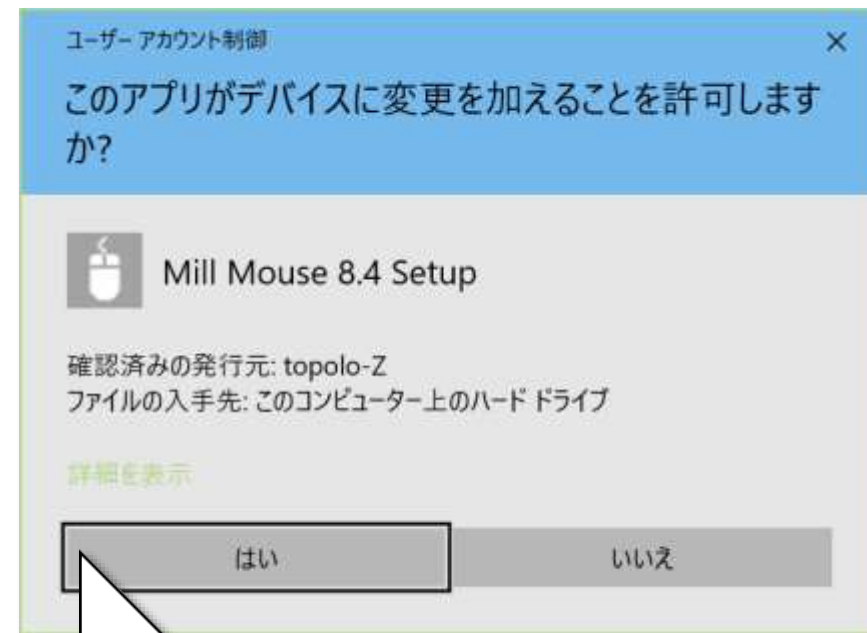 ユーザー アカウント制御
このアプリがデバイスに変更を加えることを許可します
か?
Mill Mouse 8.4 Setup
確認済みの発行元: topolo-Z
ファイルの入手先: このコンピューター上のハード ドライブ
詳細を表示
はい いいえ